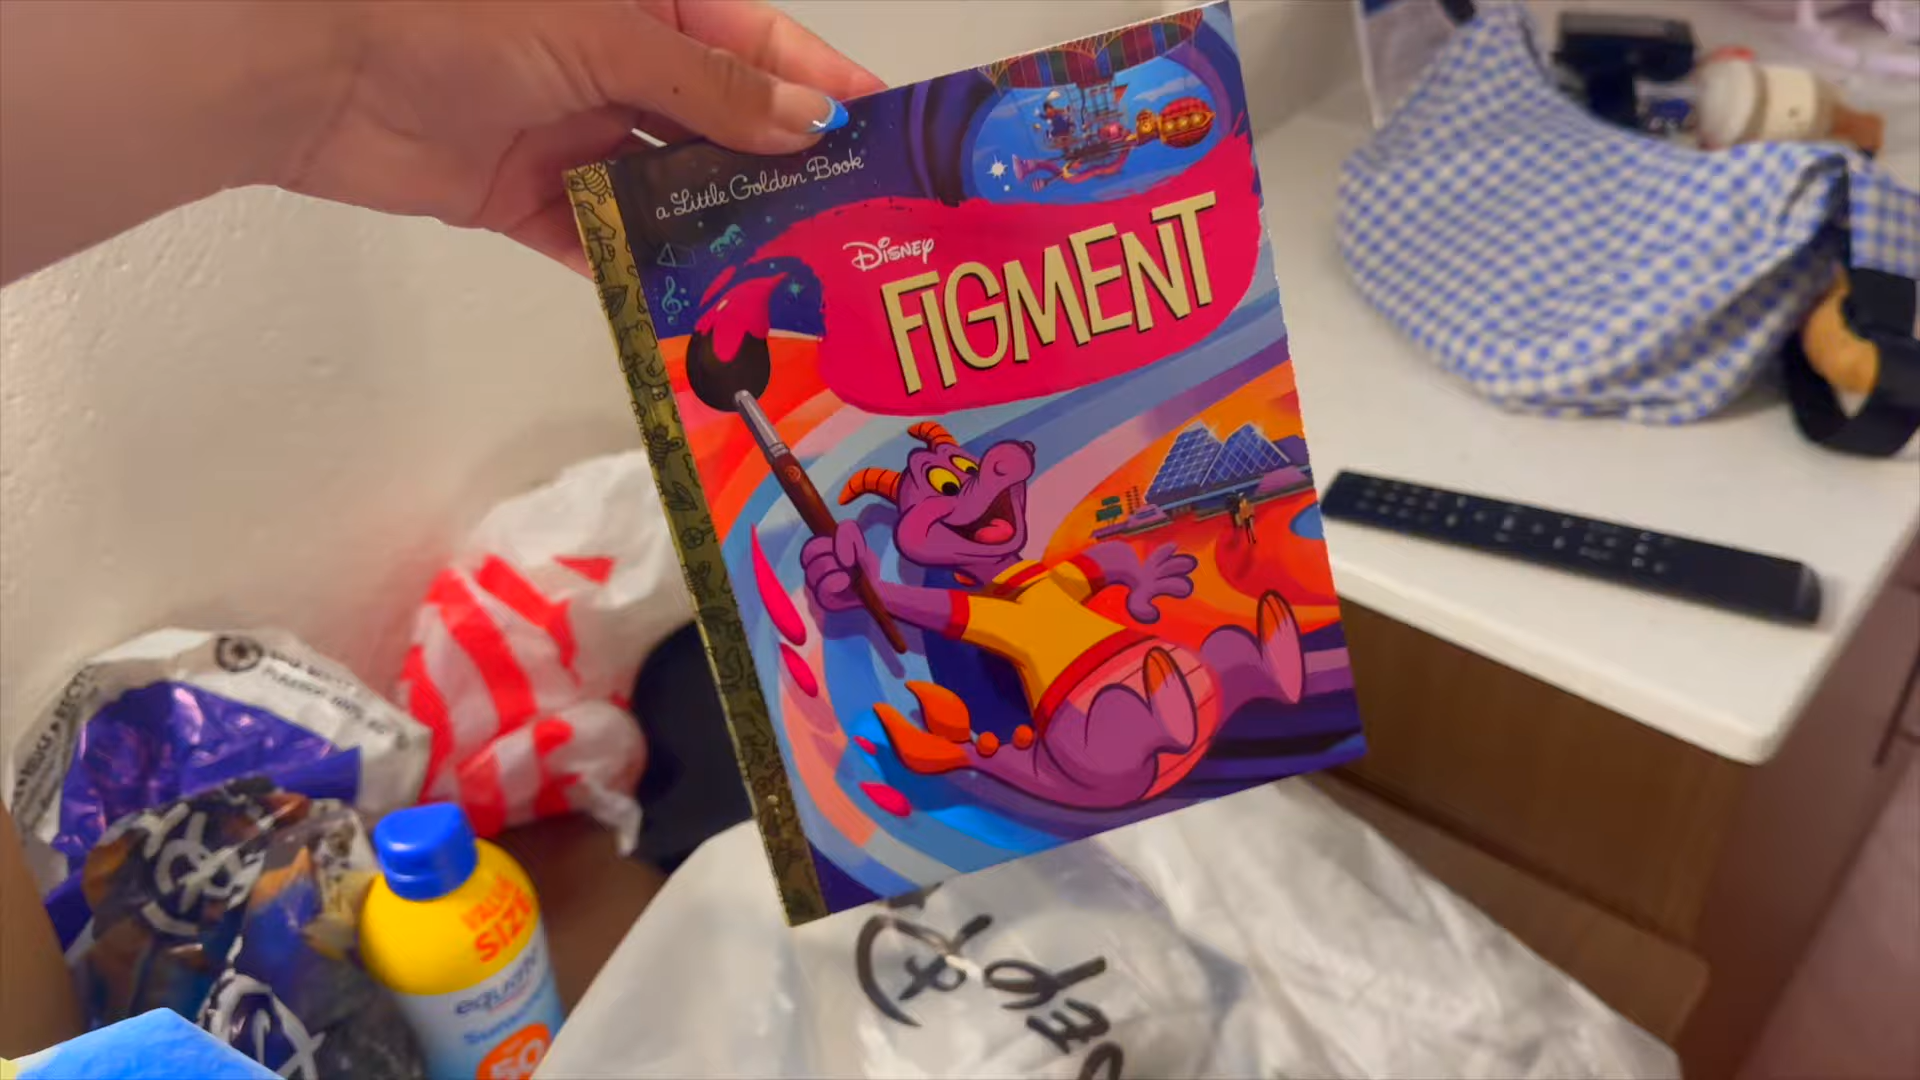 a Little Golden Book
Disney
FIGMENT
VALUE
SIZE
equate
50